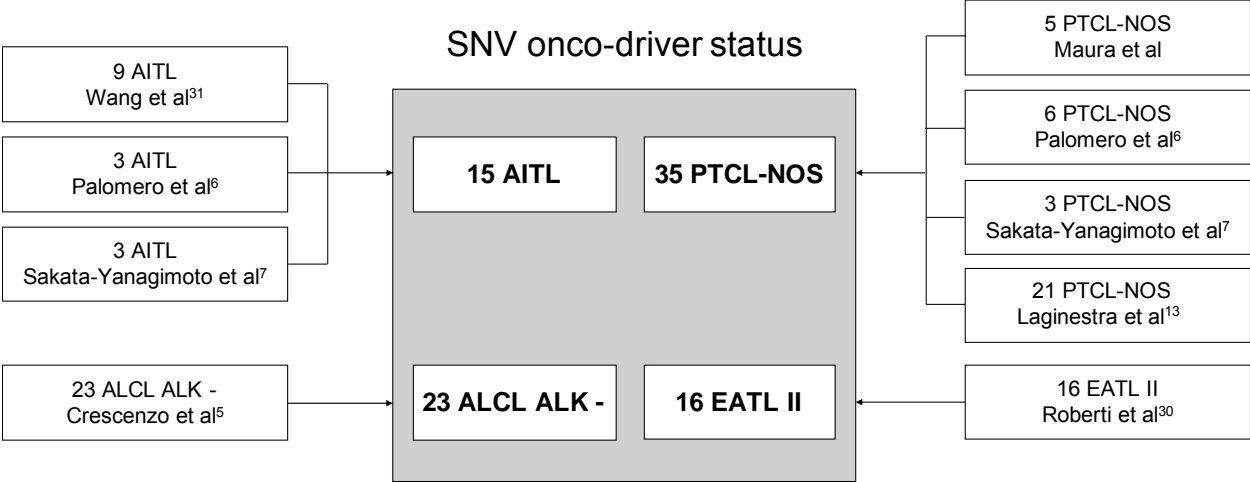 SNV onco-driver status
9 AITL
Wang et al31
3 AITL
Palomero et al6
3 AITL
Sakata-Yanagimoto et al7
23 ALCL ALK -
Crescenzo et al5
15 AITL
35 PTCL-NOS
23 ALCL ALK -
16 EATL II
5 PTCL-NOS
Maura et al
6 PTCL-NOS
Palomero et al6
3 PTCL-NOS
Sakata-Yanagimoto et al7
21 PTCL-NOS
Laginestra et al13
16 EATL II
Roberti et al30